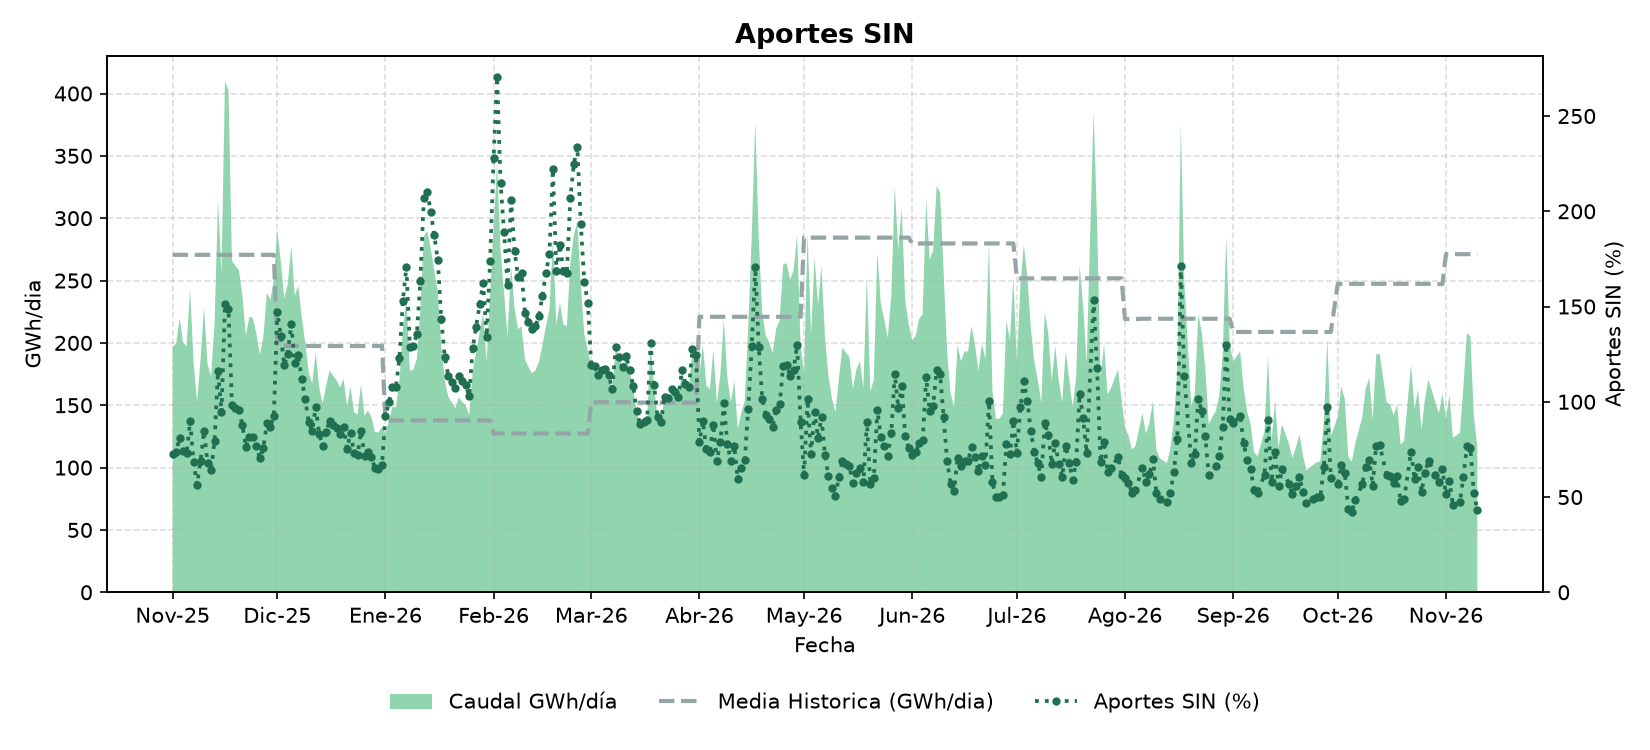 Aportes SIN
GWh/dia
400
350
300
250
200
150
100
50
0
250
200
150
100
50
0
Aportes SIN (%)
Nov-25 Dic-25 Ene-26 Feb-26 Mar-26 Abr-26 May-26 Jun-26 Jul-26 Ago-26 Sep-26 Oct-26 Nov-26
Fecha
Caudal GWh/día Media Historica (GWh/dia) Aportes SIN (%)